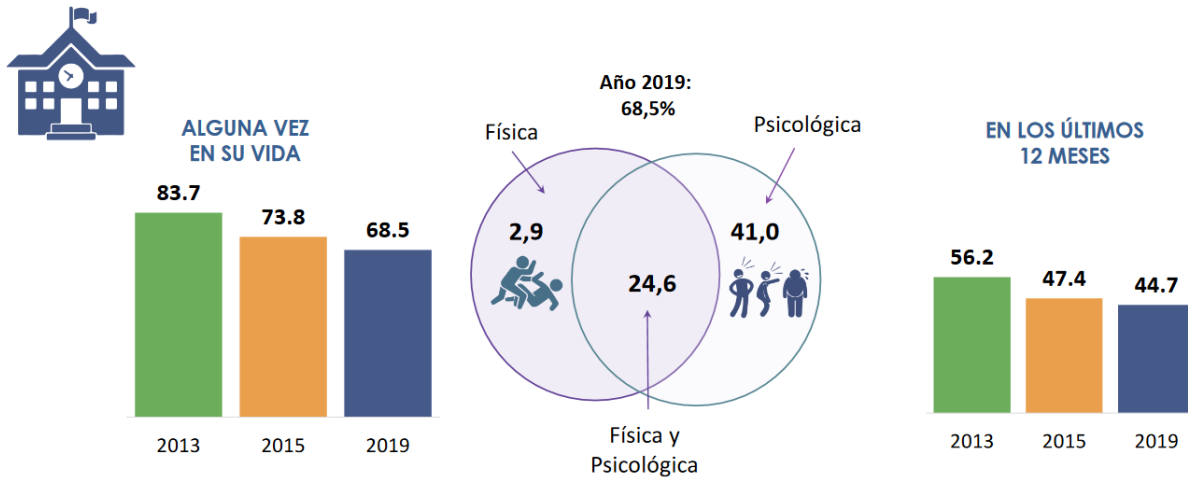 ALGUNA VEZ
EN SU VIDA
83.7
73.8
68.5
2013
2015
2019
Año 2019:
68,5%
Física
Psicológica
2,9
41,0
24,6
Física y
Psicológica
EN LOS ÚLTIMOS
12 MESES
56.2
47.4
44.7
2013
2015
2019